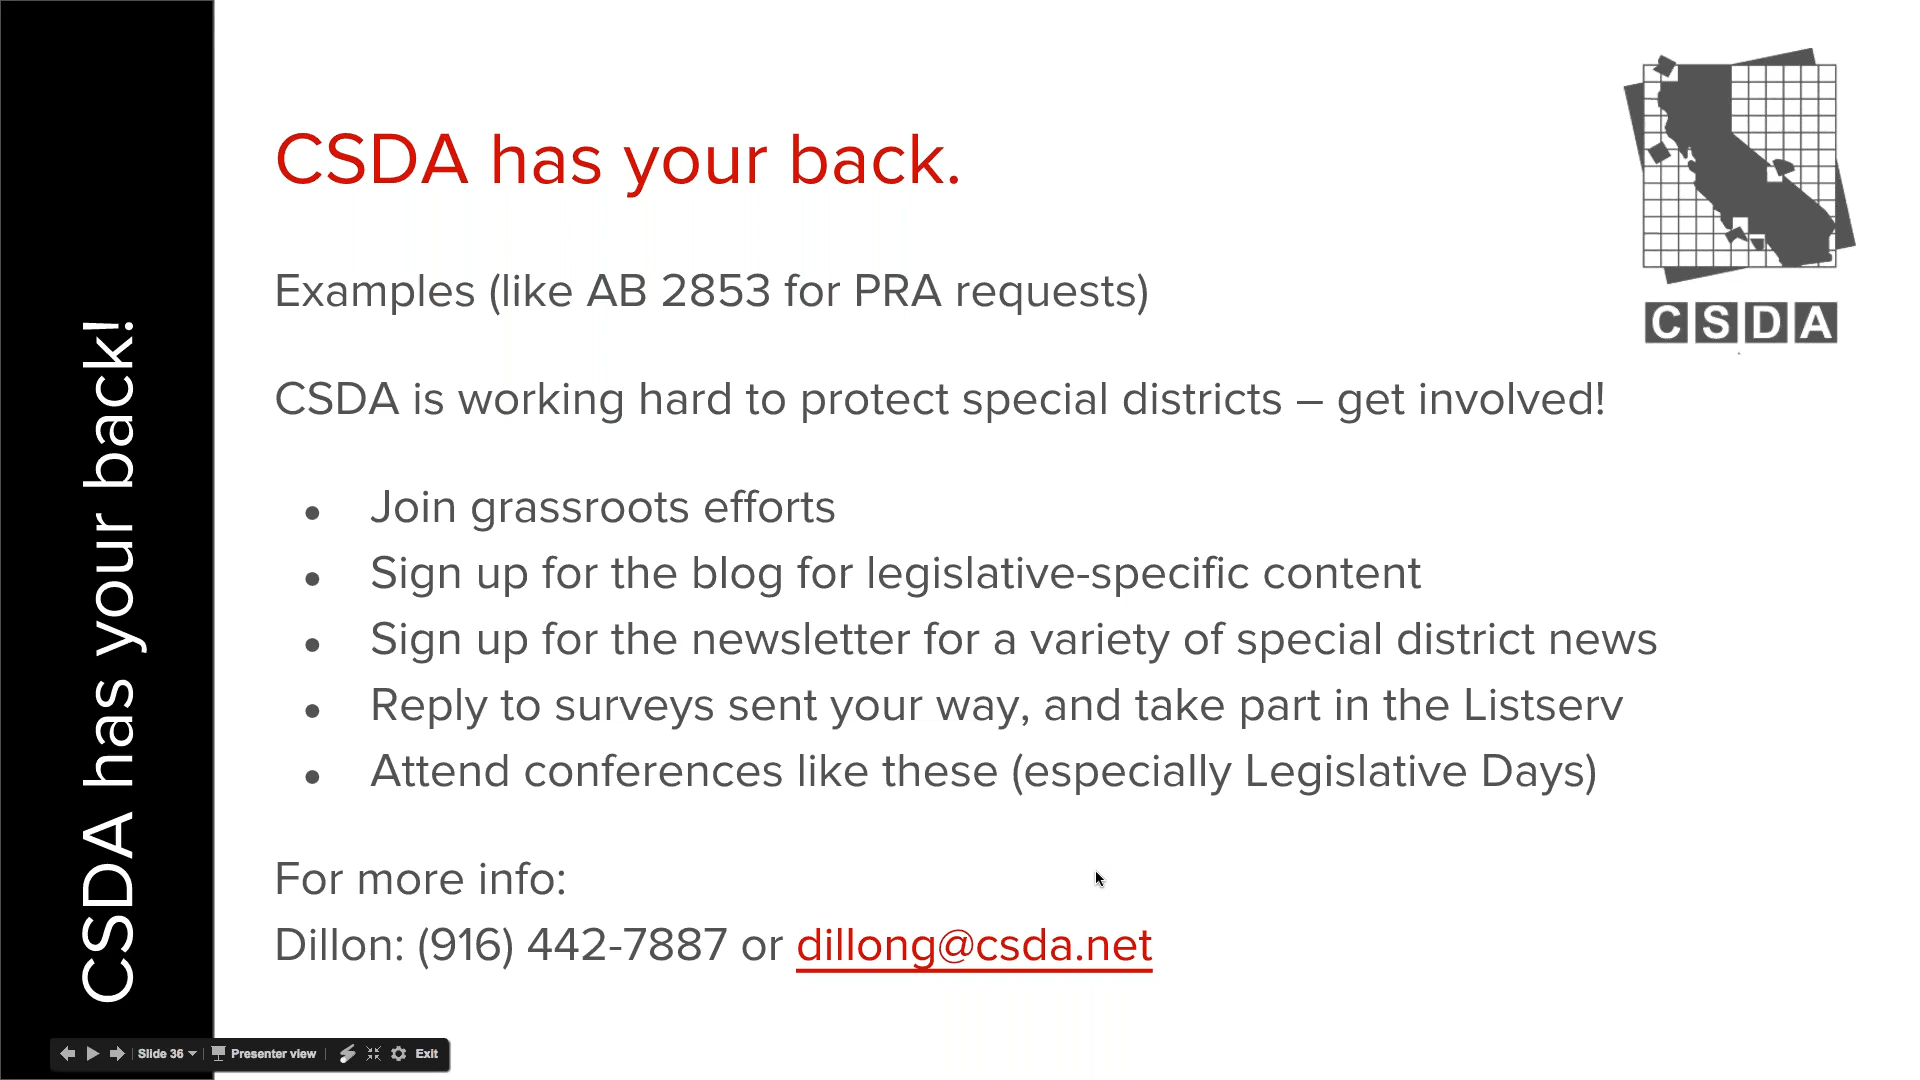 CSDA has your back!
CSDA has your back.
Examples (like AB 2853 for PRA requests)
CSDA is working hard to protect special districts – get involved!
● Join grassroots efforts
● Sign up for the blog for legislative-specific content
● Sign up for the newsletter for a variety of special district news
● Reply to surveys sent your way, and take part in the Listserv
● Attend conferences like these (especially Legislative Days)
For more info:
Dillon: (916) 442-7887 or dillong@csda.net
CSDA
Slide 36 Presenter view Exit